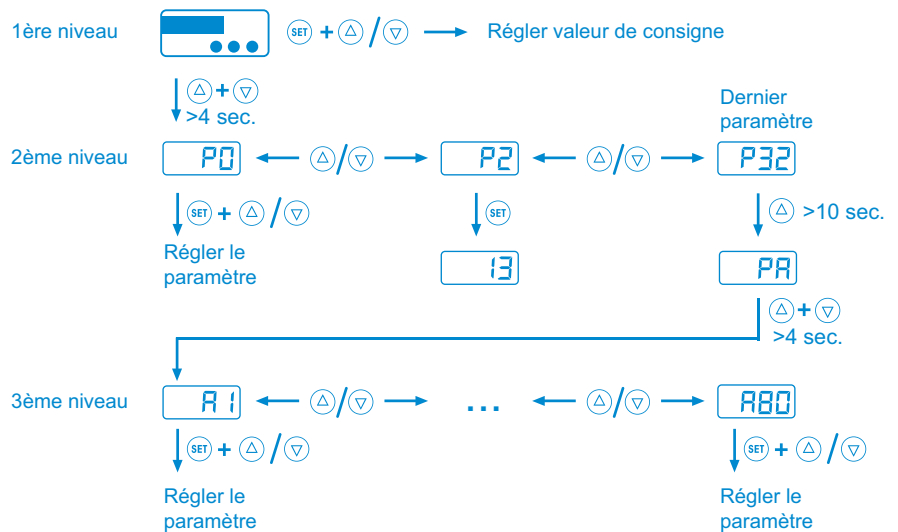 1ère niveau
SET + / Régler valeur de consigne
+
>4 sec.
Dernier
paramètre
2ème niveau
P0 / P2 / P32
SET + /
SET
>10 sec.
Régler le
paramètre
13
PA
+
>4 sec.
3ème niveau
A1 / ... / A80
SET + /
SET + /
Régler le
paramètre
Régler le
paramètre